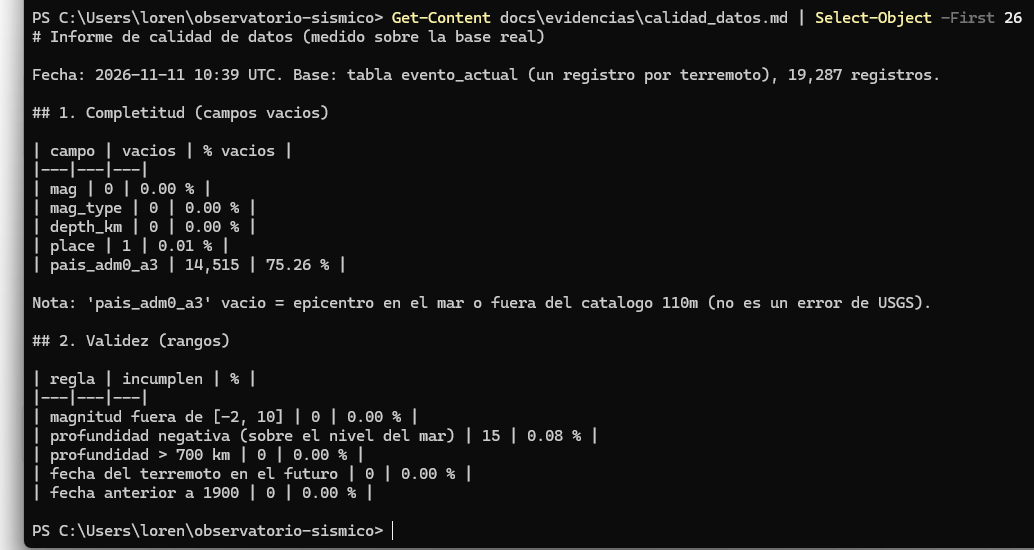 PS C:\Users\loren\observatorio-sismico> Get-Content docs\evidencias\calidad_datos.md | Select-Object -First 26
# Informe de calidad de datos (medido sobre la base real)
Fecha: 2026-11-11 10:39 UTC. Base: tabla evento_actual (un registro por terremoto), 19,287 registros.
## 1. Completitud (campos vacios)
| campo | vacios | % vacios |
|---|---|---|
| mag | 0 | 0.00 % |
| mag_type | 0 | 0.00 % |
| depth_km | 0 | 0.00 % |
| place | 1 | 0.01 % |
| pais_adm0_a3 | 14,515 | 75.26 % |
Nota: 'pais_adm0_a3' vacio = epicentro en el mar o fuera del catalogo 110m (no es un error de USGS).
## 2. Validez (rangos)
| regla | incumplen | % |
|---|---|---|
| magnitud fuera de [-2, 10] | 0 | 0.00 % |
| profundidad negativa (sobre el nivel del mar) | 15 | 0.08 % |
| profundidad > 700 km | 0 | 0.00 % |
| fecha del terremoto en el futuro | 0 | 0.00 % |
| fecha anterior a 1900 | 0 | 0.00 % |
PS C:\Users\loren\observatorio-sismico>